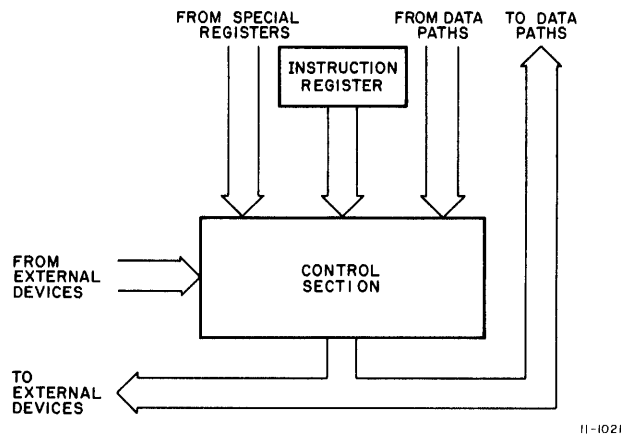 FROM SPECIAL
REGISTERS
FROM DATA
PATHS
TO DATA
PATHS
INSTRUCTION
REGISTER
FROM
EXTERNAL
DEVICES
CONTROL
SECTION
TO
EXTERNAL
DEVICES
11-1021